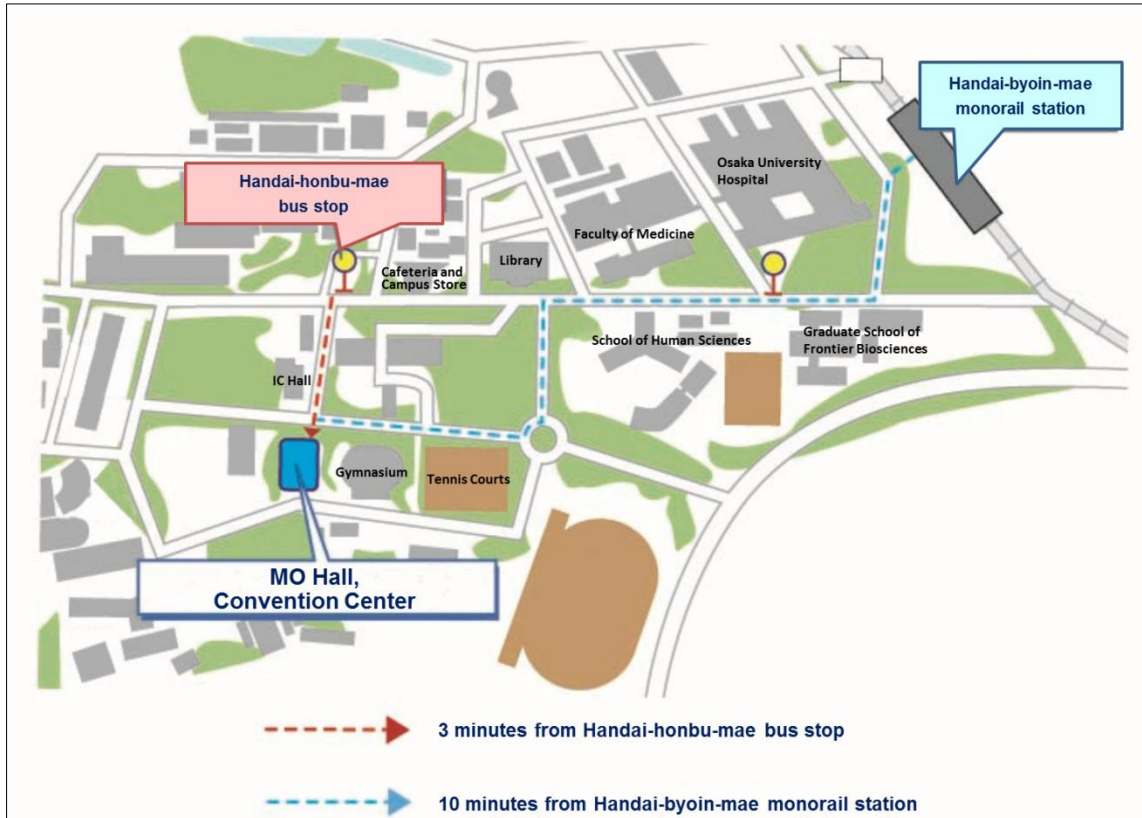 Handai-byoin-mae
monorail station
Osaka University
Hospital
Handai-honbu-mae
bus stop
Faculty of Medicine
Library
Cafeteria and
Campus Store
School of Human Sciences
Graduate School of
Frontier Biosciences
IC Hall
Gymnasium
Tennis Courts
MO Hall,
Convention Center
3 minutes from Handai-honbu-mae bus stop
10 minutes from Handai-byoin-mae monorail station